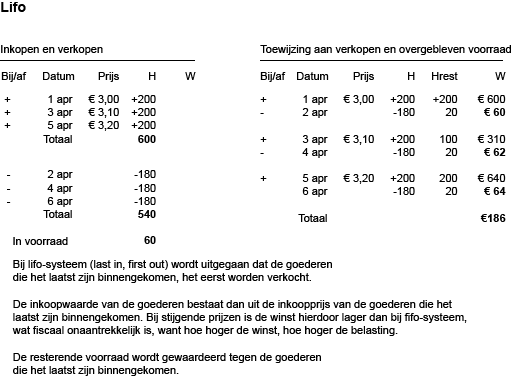 Lifo
Inkopen en verkopen
Bij/af Datum Prijs H W
+ 1 apr € 3,00 +200
+ 3 apr € 3,10 +200
+ 5 apr € 3,20 +200
Totaal 600
- 2 apr -180
- 4 apr -180
- 6 apr -180
Totaal 540
In voorraad 60
Toewijzing aan verkopen en overgebleven voorraad
Bij/af Datum Prijs H Hrest W
+ 1 apr € 3,00 +200 +200 € 600
- 2 apr -180 20 € 60
+ 3 apr € 3,10 +200 100 € 310
- 4 apr -180 20 € 62
+ 5 apr € 3,20 +200 200 € 640
6 apr -180 20 € 64
Totaal €186
Bij lifo-systeem (last in, first out) wordt uitgegaan dat de goederen
die het laatst zijn binnengekomen, het eerst worden verkocht.
De inkoopwaarde van de goederen bestaat dan uit de inkoopprijs van de goederen die het
laatst zijn binnengekomen. Bij stijgende prijzen is de winst hierdoor lager dan bij fifo-systeem,
wat fiscaal onaantrekkelijk is, want hoe hoger de winst, hoe hoger de belasting.
De resterende voorraad wordt gewaardeerd tegen de goederen
die het laatst zijn binnengekomen.